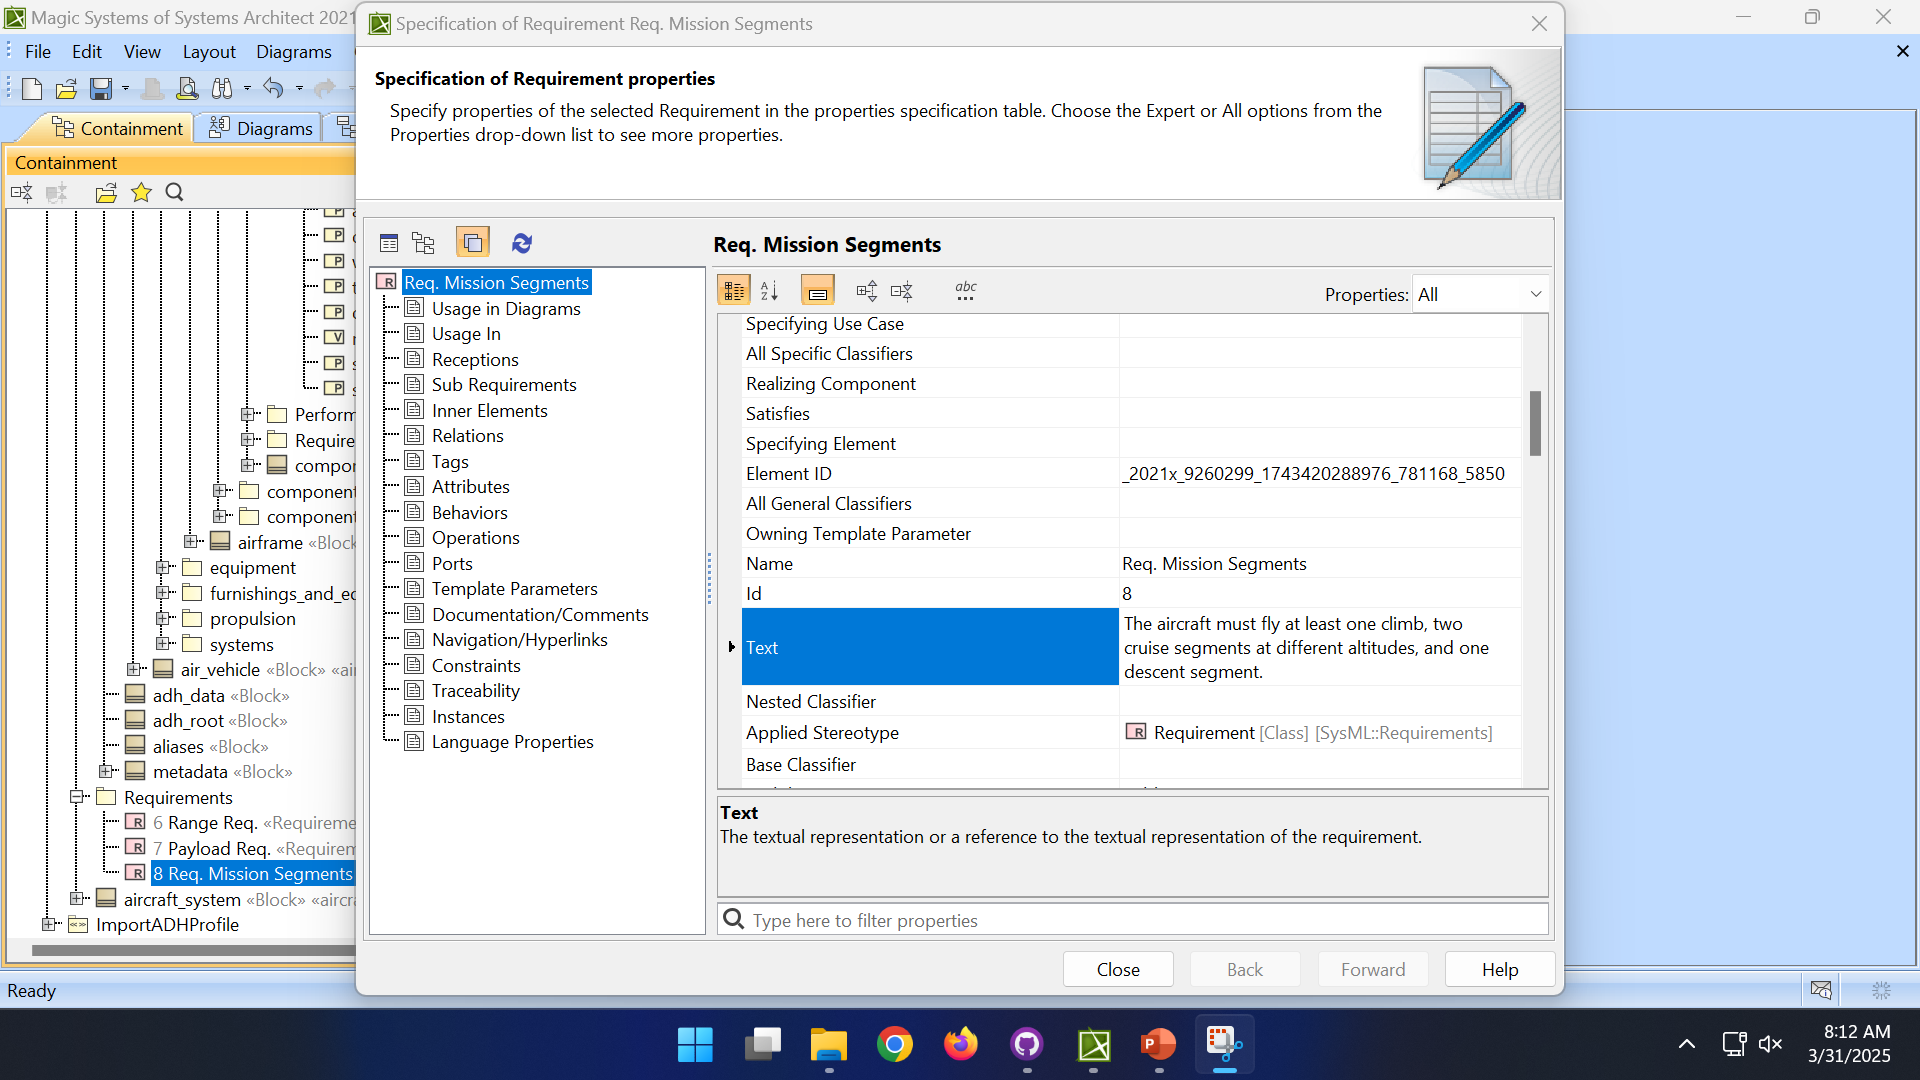 Magic Systems of Systems Architect 2021
Specification of Requirement Req. Mission Segments
File Edit View Layout Diagrams
Specification of Requirement properties
Specify properties of the selected Requirement in the properties specification table. Choose the Expert or All options from the
Properties drop-down list to see more properties.
Containment Diagrams
Containment
Perform
Require
compor
component
component
airframe «Block
equipment
furnishings_and_e
propulsion
systems
air_vehicle «Block» «ai
adh_data «Block»
adh_root «Block»
aliases «Block»
metadata «Block»
Requirements
6 Range Req. «Requireme
7 Payload Req. «Requirem
8 Req. Mission Segments
aircraft_system «Block» «aircra
ImportADHProfile
Req. Mission Segments
Usage in Diagrams
Usage In
Receptions
Sub Requirements
Inner Elements
Relations
Tags
Attributes
Behaviors
Operations
Ports
Template Parameters
Documentation/Comments
Navigation/Hyperlinks
Constraints
Traceability
Instances
Language Properties
Req. Mission Segments
abc
Properties: All
Specifying Use Case
All Specific Classifiers
Realizing Component
Satisfies
Specifying Element
Element ID _2021x_9260299_1743420288976_781168_5850
All General Classifiers
Owning Template Parameter
Name Req. Mission Segments
Id 8
Text The aircraft must fly at least one climb, two
cruise segments at different altitudes, and one
descent segment.
Nested Classifier
Applied Stereotype Requirement [Class] [SysML::Requirements]
Base Classifier
Text
The textual representation or a reference to the textual representation of the requirement.
Type here to filter properties
Close Back Forward Help
Ready
8:12 AM
3/31/2025